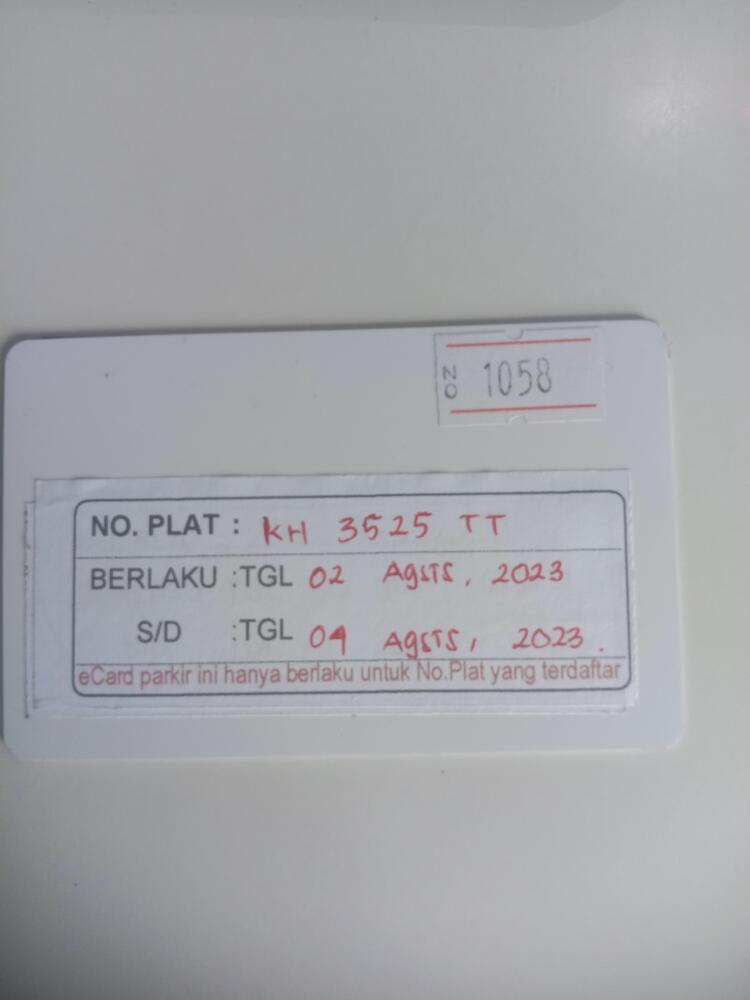 NO 1058
NO. PLAT : KH 3525 TT
BERLAKU :TGL 02 Agsts, 2023
S/D :TGL 04 Agsts, 2023.
eCard parkir ini hanya berlaku untuk No.Plat yang terdaftar